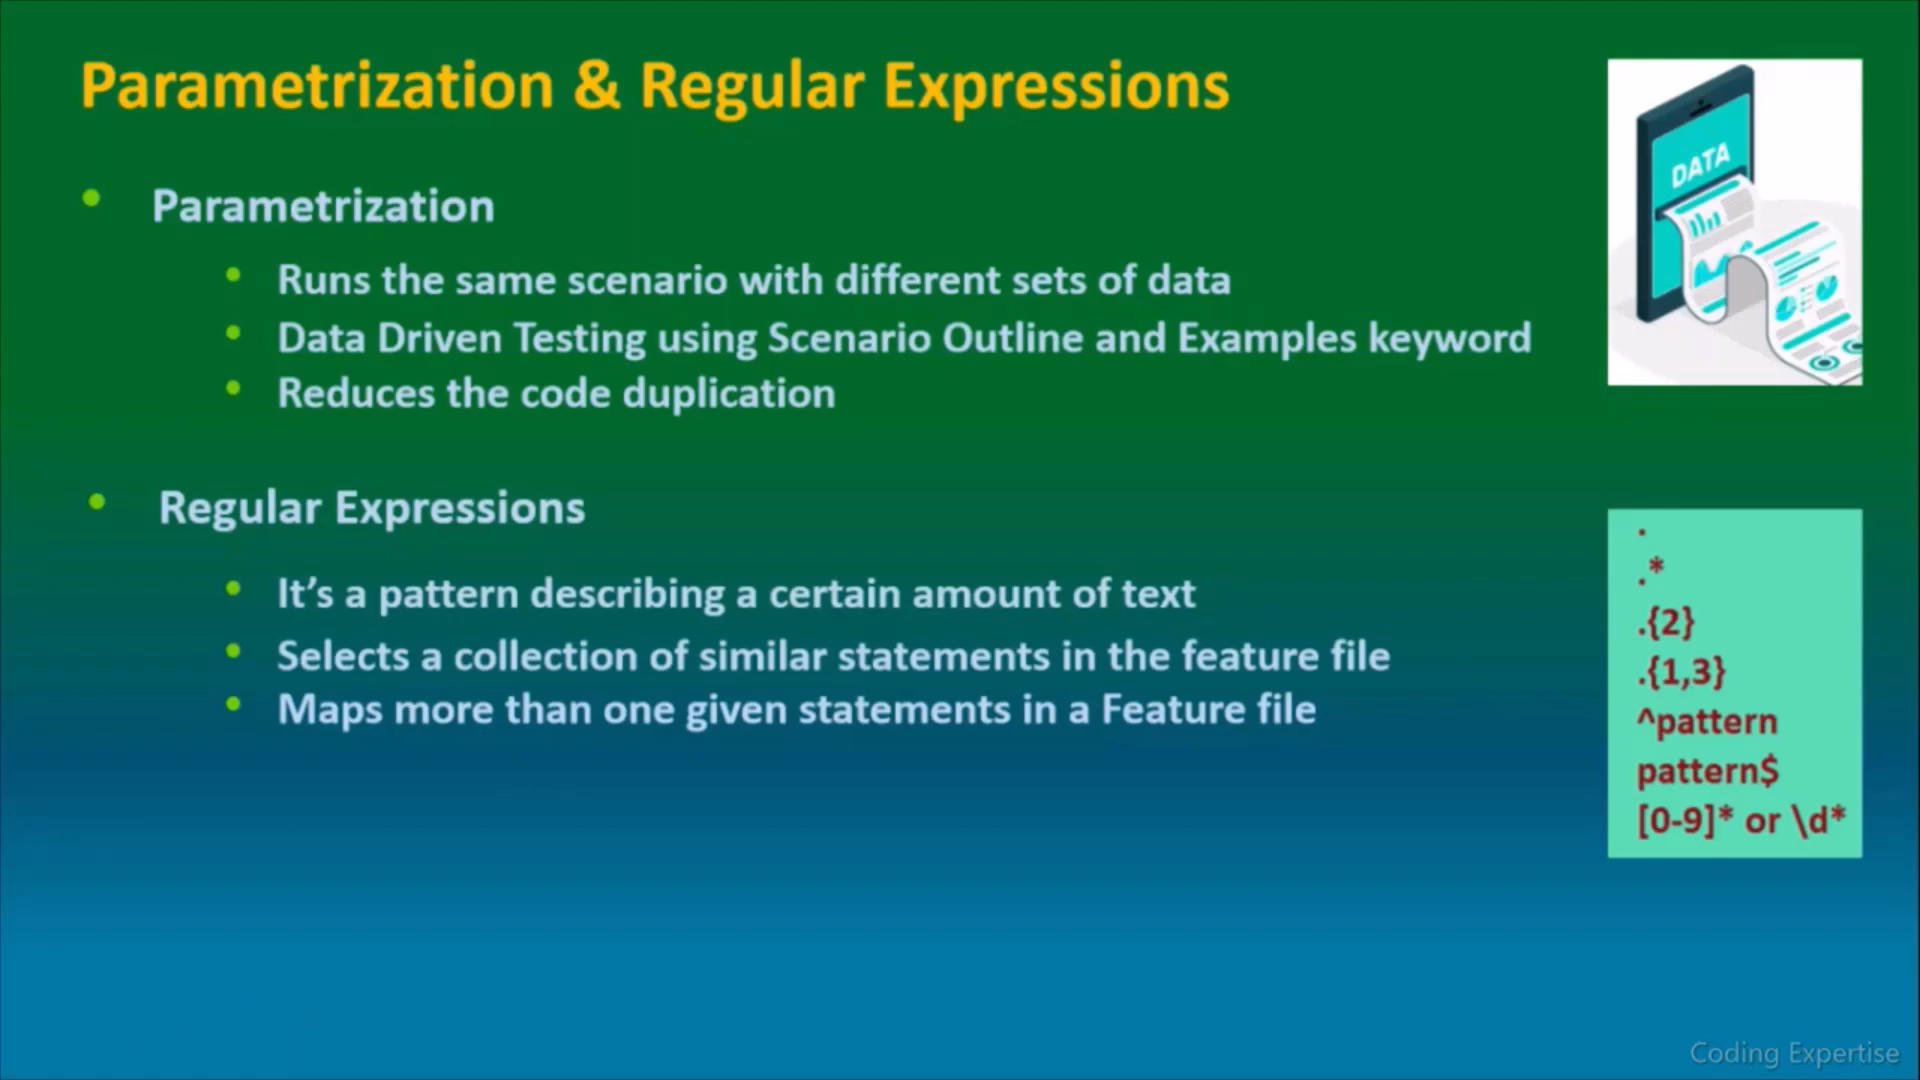 Parametrization & Regular Expressions
DATA
• Parametrization
• Runs the same scenario with different sets of data
• Data Driven Testing using Scenario Outline and Examples keyword
• Reduces the code duplication
• Regular Expressions
• It’s a pattern describing a certain amount of text
• Selects a collection of similar statements in the feature file
• Maps more than one given statements in a Feature file
.
.*
.{2}
.{1,3}
^pattern
pattern$
[0-9]* or \d*
Coding Expertise